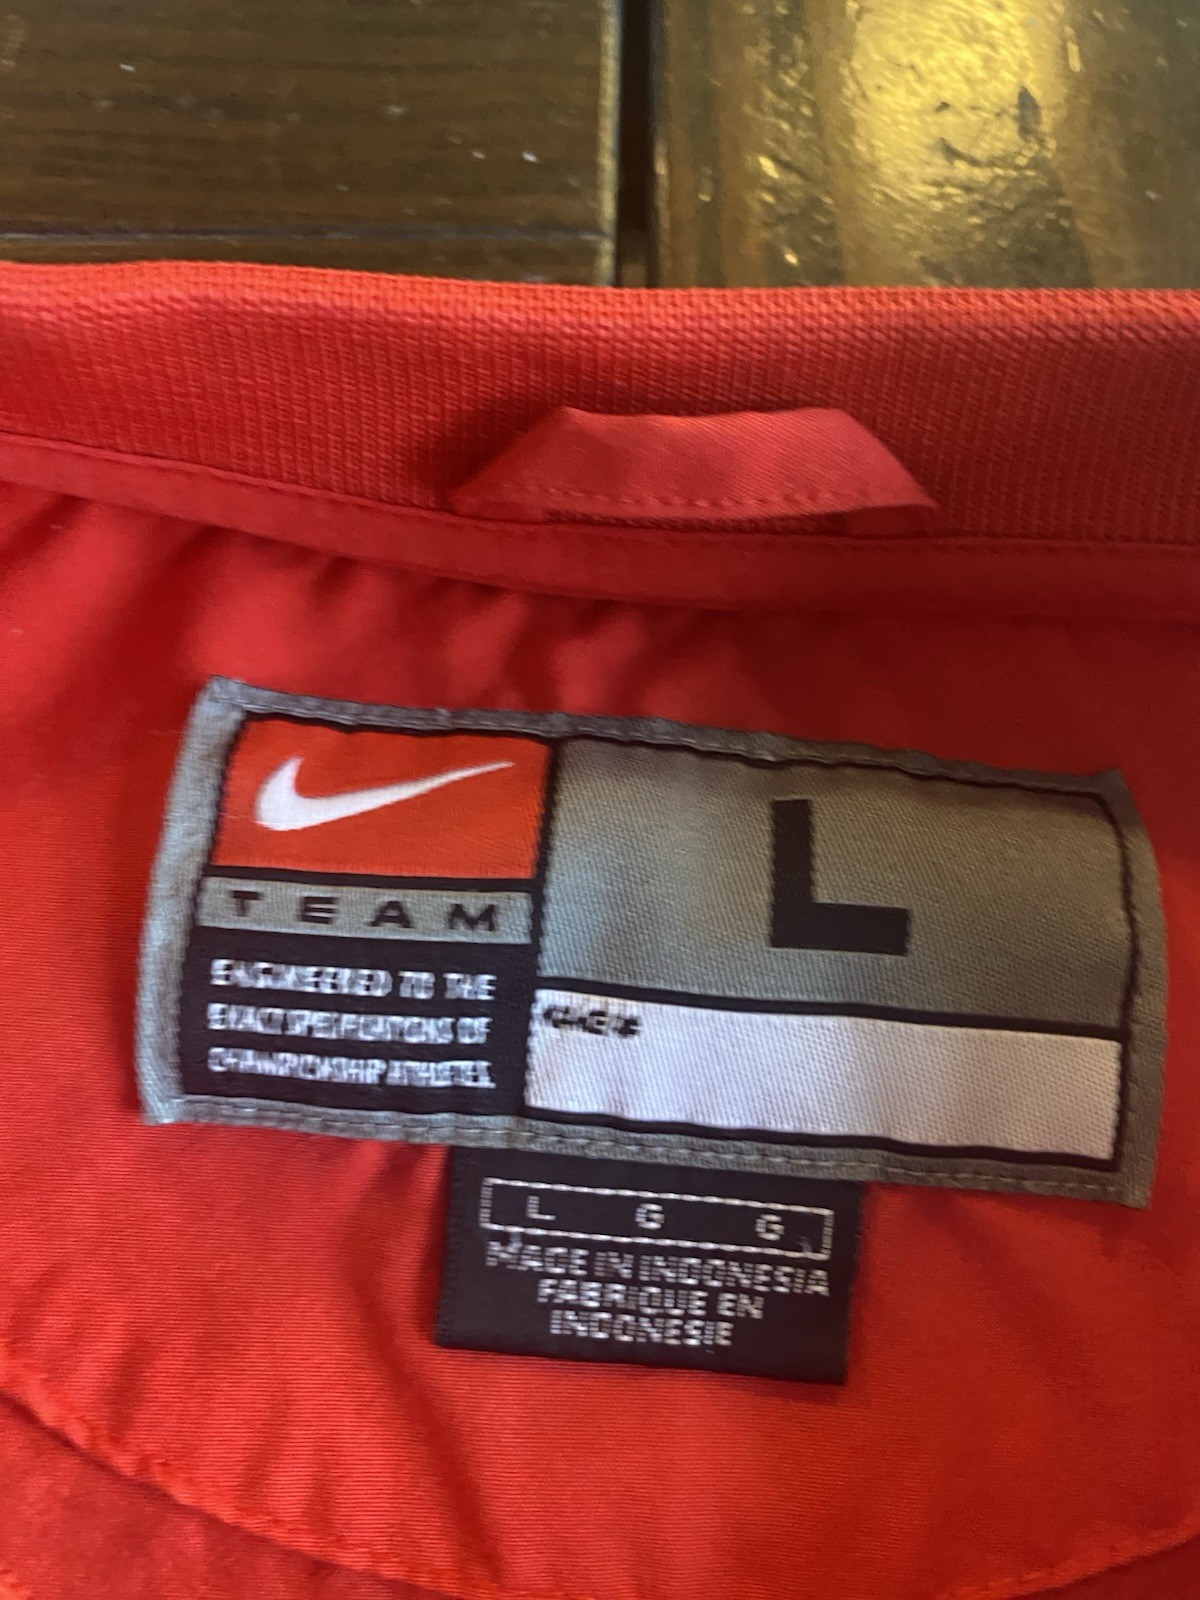 L
TEAM
ENGINEERED TO THE
EXACT SPECIFICATIONS OF
CHAMPIONSHIP ATHLETES.
L G G
MADE IN INDONESIA
FABRIQUE EN
INDONESIE